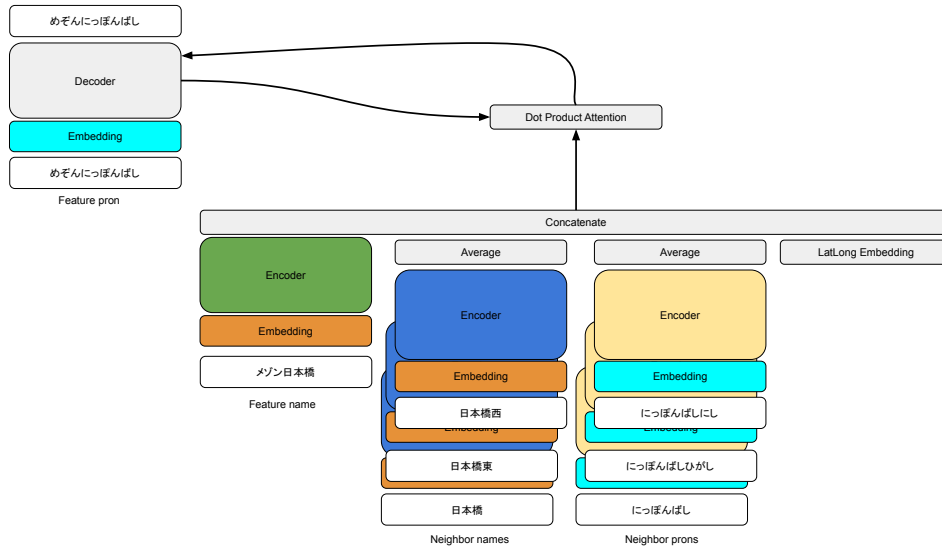 めぞんにっぽんばし
Decoder
Embedding
めぞんにっぽんばし
Feature pron
Dot Product Attention
Concatenate
Encoder
Embedding
メゾン日本橋
Feature name
Average
Encoder
Embedding
日本橋西
Embedding
日本橋東
日本橋
Neighbor names
Average
Encoder
Embedding
にっぽんばしにし
Embedding
にっぽんばしひがし
にっぽんばし
Neighbor prons
LatLong Embedding